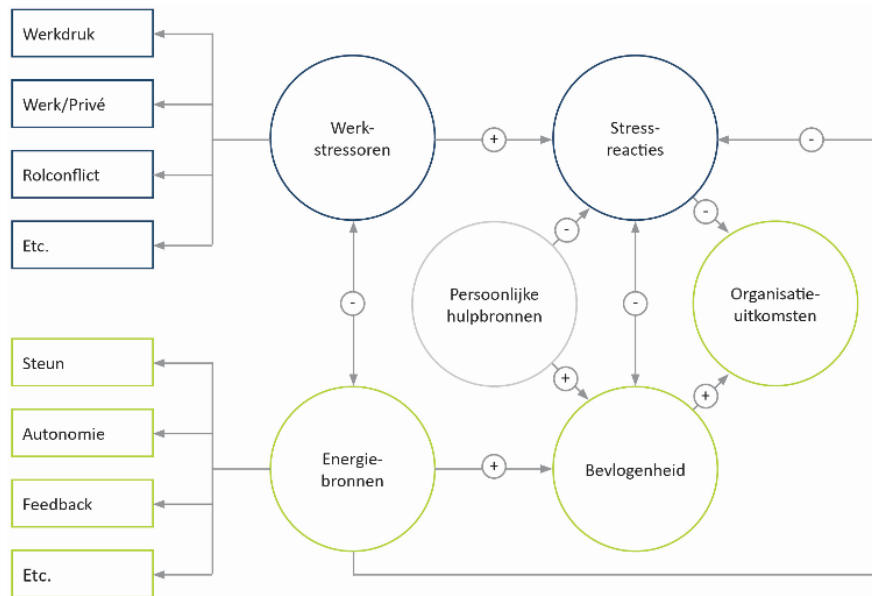 Werkdruk
Werk/Privé
Rolconflict
Etc.
Werk-
stressoren
+
Stress-
reacties
-
-
-
Persoonlijke
hulpbronnen
-
-
Organisatie-
uitkomsten
+
+
Steun
Autonomie
Feedback
Etc.
Energie-
bronnen
+
Bevlogenheid